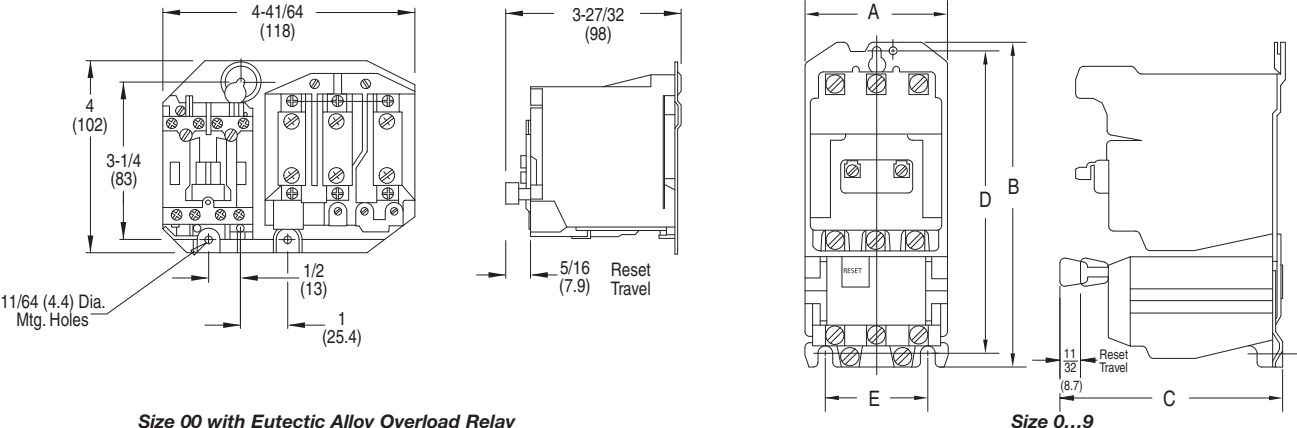 4-41/64
(118)
4
(102)
3-1/4
(83)
1/2
(13)
11/64 (4.4) Dia.
Mtg. Holes
1
(25.4)
3-27/32
(98)
5/16
(7.9)
Reset
Travel
Size 00 with Eutectic Alloy Overload Relay
A
B
D
RESET
E
11
32
(8.7)
Reset
Travel
C
Size 0...9